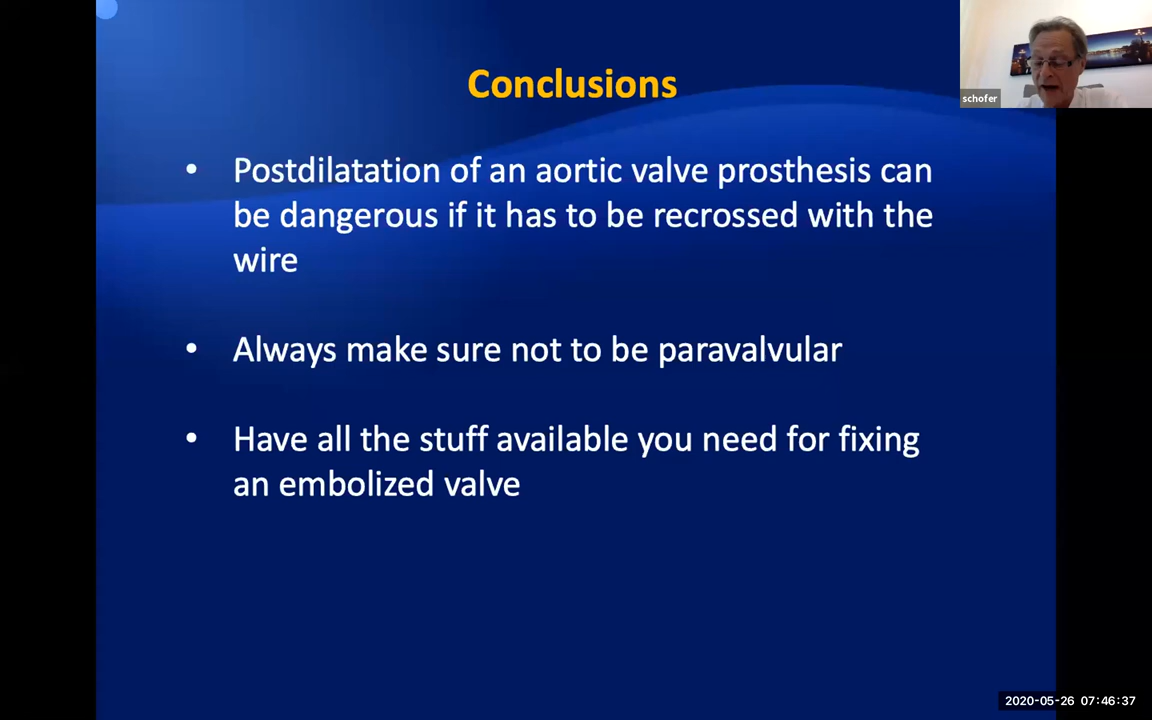 Conclusions
schofer
• Postdilatation of an aortic valve prosthesis can
be dangerous if it has to be recrossed with the
wire
• Always make sure not to be paravalvular
• Have all the stuff available you need for fixing
an embolized valve
2020-05-26 07:46:37